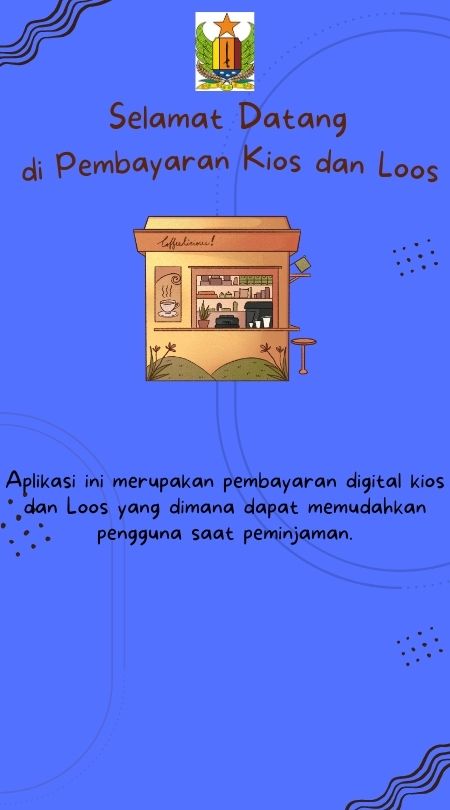 Selamat Datang
di Pembayaran Kios dan Loos
Aplikasi ini merupakan pembayaran digital kios
dan Loos yang dimana dapat memudahkan
pengguna saat peminjaman.